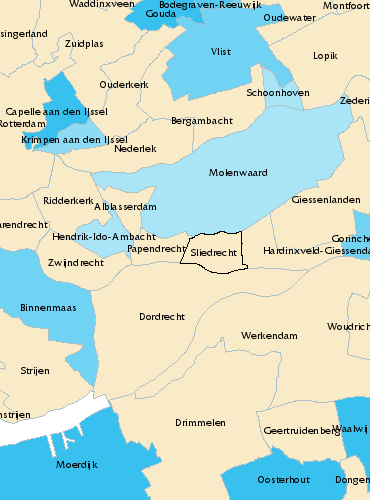 Waddinxveen
Bodegraven-Reeuwijk
Montfoort
Gouda
Oudewater
singerland
Zuidplas
Vlist
Lopik
Ouderkerk
Schoonhoven
Zederi
Capelle aan den IJssel
Rotterdam
Bergambacht
Krimpen aan den IJssel
Nederlek
Molenwaard
Ridderkerk
Alblasserdam
Giessenlanden
arendrecht
Hendrik-Ido-Ambacht
Gorinche
Papendrecht
Sliedrecht
Hardinxveld-Giessenda
Zwijndrecht
Binnenmaas
Dordrecht
Woudrich
Werkendam
Strijen
nstrijen
Drimmelen
Geertruidenberg
Waalwij
Moerdijk
Oosterhout
Dongen